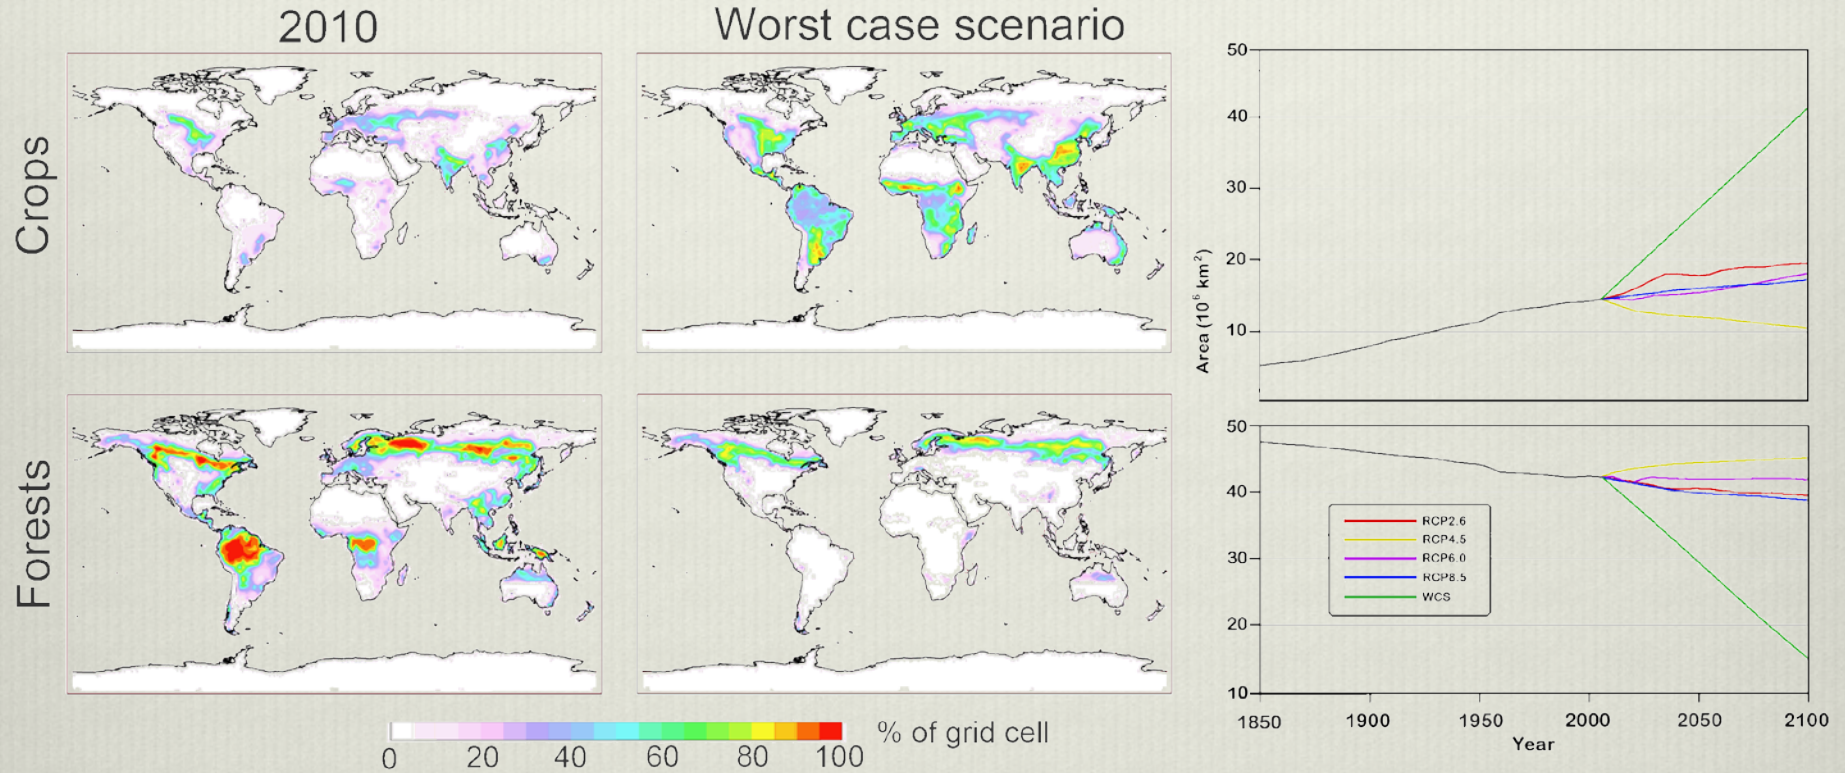 2010
Worst case scenario
Crops
Forests
0 20 40 60 80 100 % of grid cell
50
40
30
20
10
Area (10⁶ km²)
50
40
30
20
10
RCP2.6
RCP4.5
RCP6.0
RCP8.5
WCS
1850 1900 1950 2000 2050 2100
Year